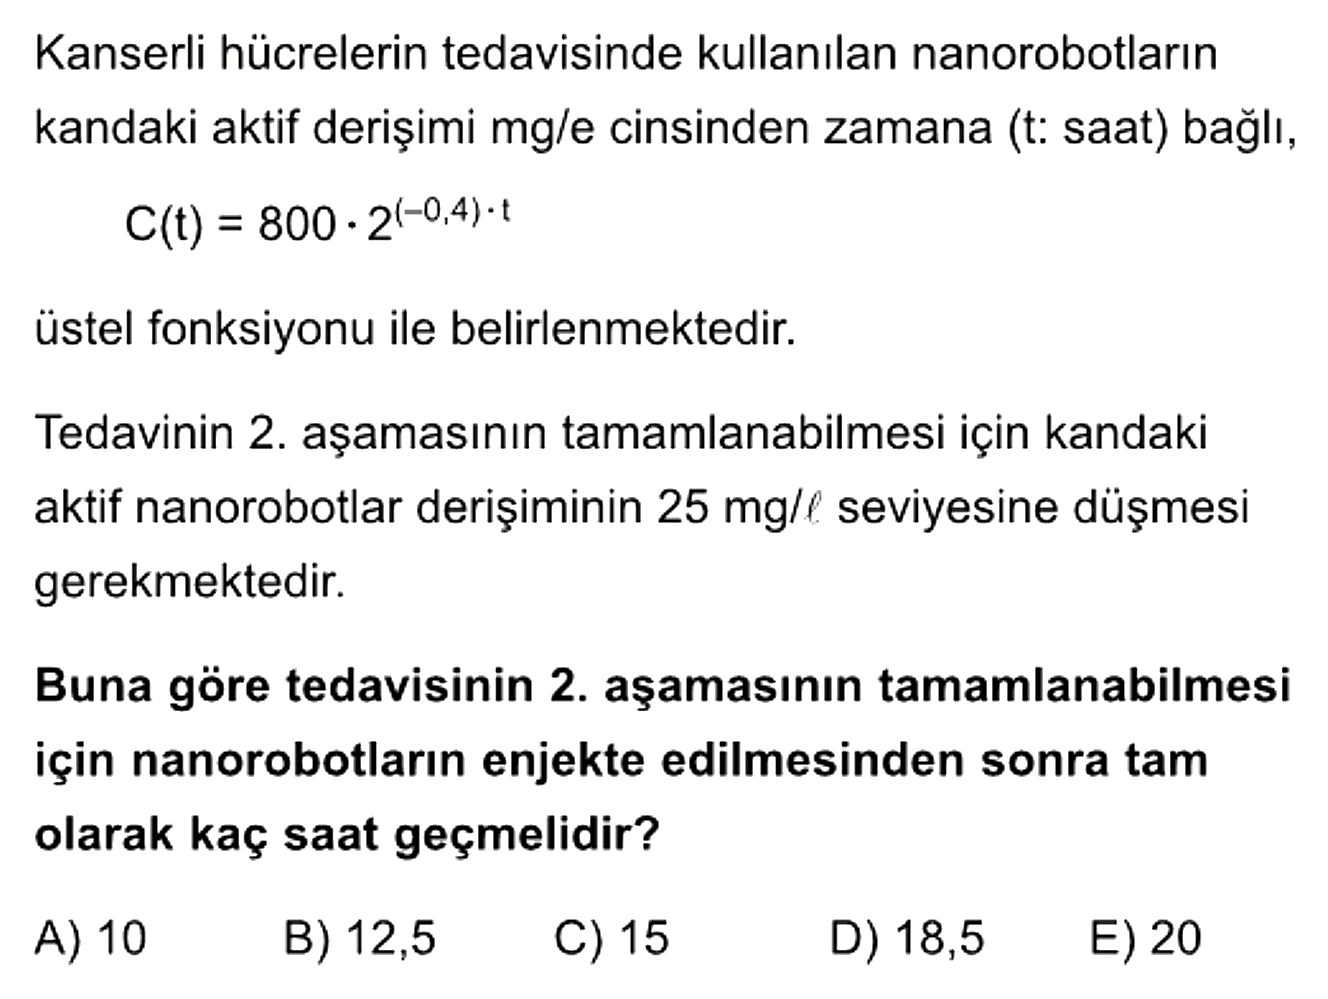 Kanserli hücrelerin tedavisinde kullanılan nanorobotların
kandaki aktif derişimi mg/e cinsinden zamana (t: saat) bağlı,
C(t) = 800 · 2^(−0,4) · t
üstel fonksiyonu ile belirlenmektedir.
Tedavinin 2. aşamasının tamamlanabilmesi için kandaki
aktif nanorobotlar derişiminin 25 mg/ℓ seviyesine düşmesi
gerekmektedir.
Buna göre tedavisinin 2. aşamasının tamamlanabilmesi
için nanorobotların enjekte edilmesinden sonra tam
olarak kaç saat geçmelidir?
A) 10 B) 12,5 C) 15 D) 18,5 E) 20